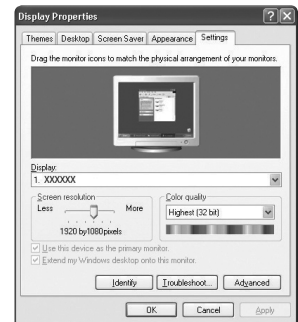 Display Properties
Themes Desktop Screen Saver Appearance Settings
Drag the monitor icons to match the physical arrangement of your monitors.
Display:
1. XXXXXX
Screen resolution
Less More
1920 by1080 pixels
Color quality
Highest (32 bit)
Use this device as the primary monitor.
Extend my Windows desktop onto this monitor.
Identify Troubleshoot... Advanced
OK Cancel Apply